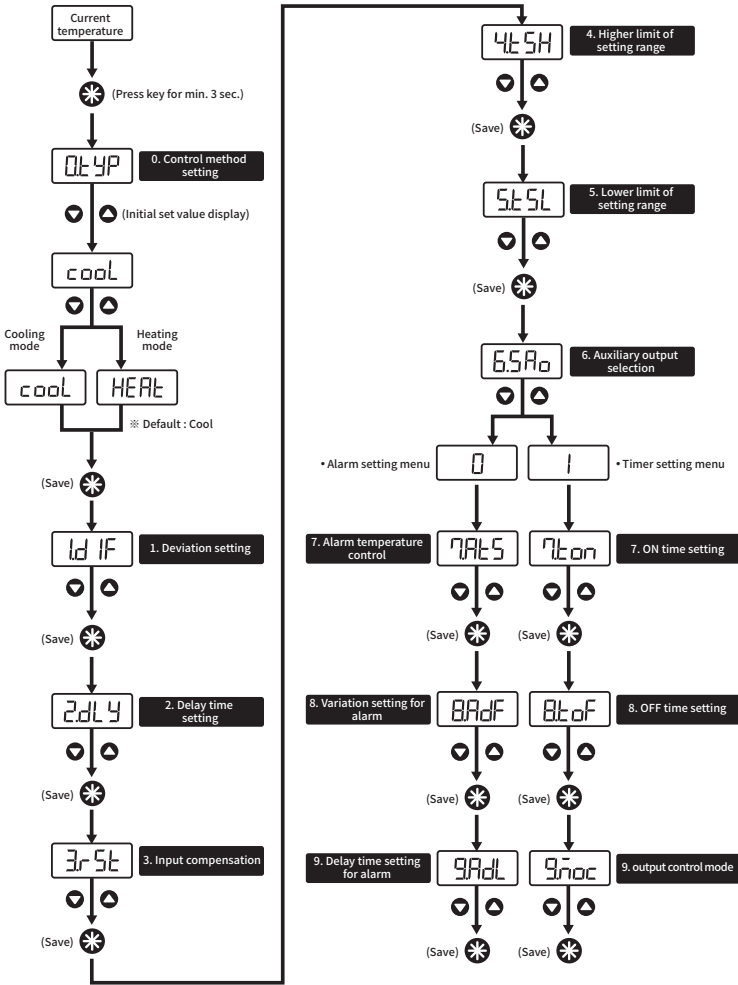 Current
temperature
(Press key for min. 3 sec.)
0.tYP
0. Control method
setting
(Initial set value display)
cooL
Cooling
mode
Heating
mode
cooL
HEAt
※ Default : Cool
(Save)
1.dIF
1. Deviation setting
(Save)
2.dLY
2. Delay time
setting
(Save)
3.rSt
3. Input compensation
(Save)
4.tSH
4. Higher limit of
setting range
(Save)
5.tSL
5. Lower limit of
setting range
(Save)
6.SAo
6. Auxiliary output
selection
• Alarm setting menu
0
1
• Timer setting menu
7. Alarm temperature
control
7.AtS
7.ton
7. ON time setting
(Save)
(Save)
8. Variation setting for
alarm
8.AdF
8.toF
8. OFF time setting
(Save)
(Save)
9. Delay time setting
for alarm
9.AdL
9.moc
9. output control mode
(Save)
(Save)